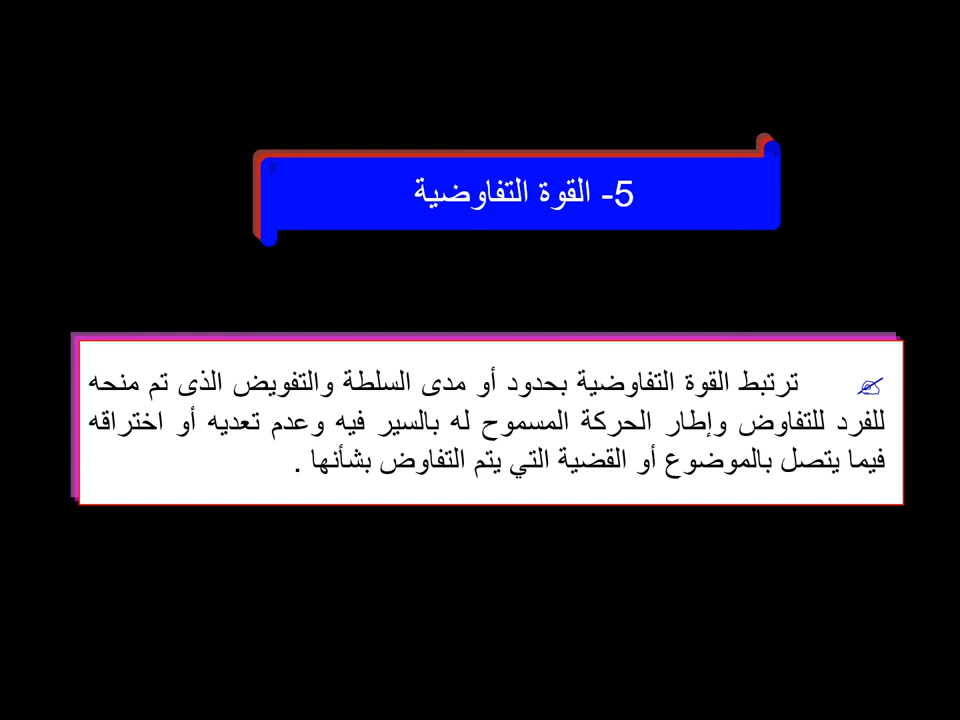 5- القوة التفاوضية
ترتبط القوة التفاوضية بحدود أو مدى السلطة والتفويض الذى تم منحه
للفرد للتفاوض وإطار الحركة المسموح له بالسير فيه وعدم تعديه أو اختراقه
فيما يتصل بالموضوع أو القضية التي يتم التفاوض بشأنها .